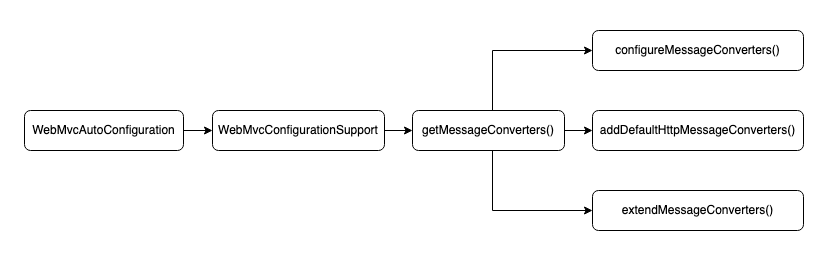 configureMessageConverters()
WebMvcAutoConfiguration
WebMvcConfigurationSupport
getMessageConverters()
addDefaultHttpMessageConverters()
extendMessageConverters()